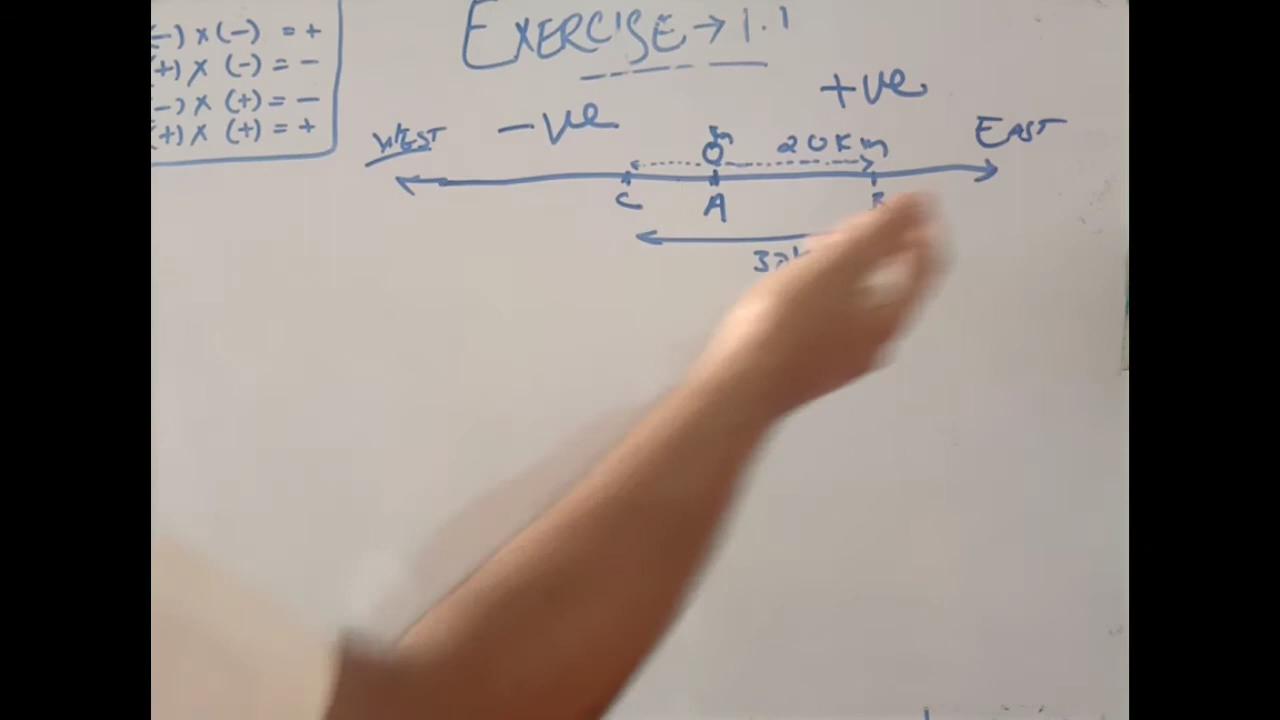 -) × (-) = +
+) × (-) = -
-) × (+) = -
(+) × (+) = +
EXERCISE → 1.1
+ve
-ve
WEST
O
20Km
EAST
C
A